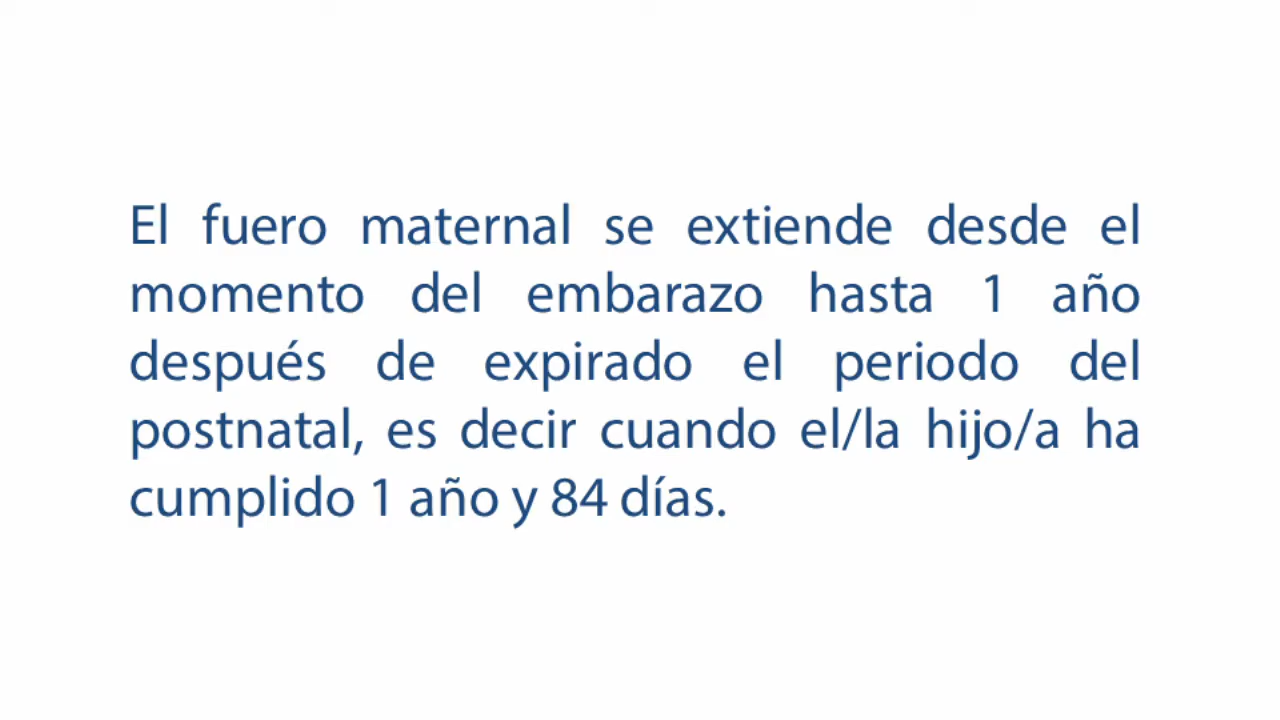 El fuero maternal se extiende desde el
momento del embarazo hasta 1 año
después de expirado el periodo del
postnatal, es decir cuando el/la hijo/a ha
cumplido 1 año y 84 días.